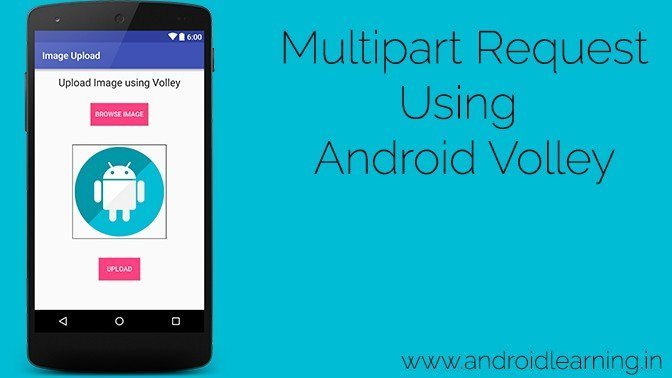 6:00
Image Upload
Upload Image using Volley
BROWSE IMAGE
UPLOAD
Multipart Request
Using
Android Volley
www.androidlearning.in